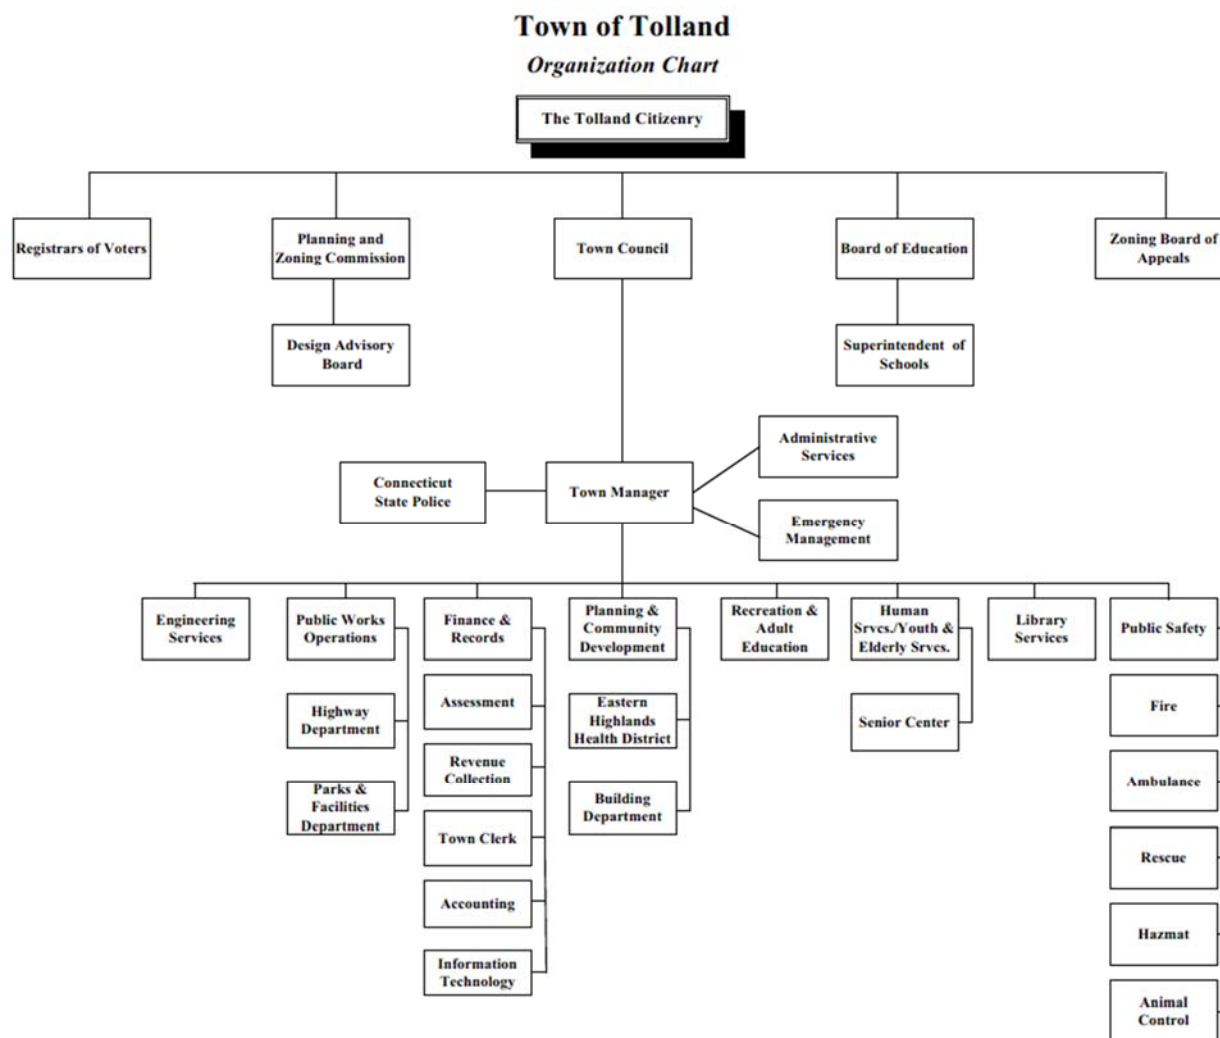 Town of Tolland
Organization Chart
The Tolland Citizenry
Registrars of Voters
Planning and
Zoning Commission
Town Council
Board of Education
Zoning Board of
Appeals
Design Advisory
Board
Superintendent of
Schools
Administrative
Services
Connecticut
State Police
Town Manager
Emergency
Management
Engineering
Services
Public Works
Operations
Finance &
Records
Planning &
Community
Development
Recreation &
Adult
Education
Human
Srvcs./Youth &
Elderly Srvcs.
Library
Services
Public Safety
Highway
Department
Assessment
Eastern
Highlands
Health District
Senior Center
Fire
Parks &
Facilities
Department
Revenue
Collection
Building
Department
Ambulance
Town Clerk
Rescue
Accounting
Hazmat
Information
Technology
Animal
Control